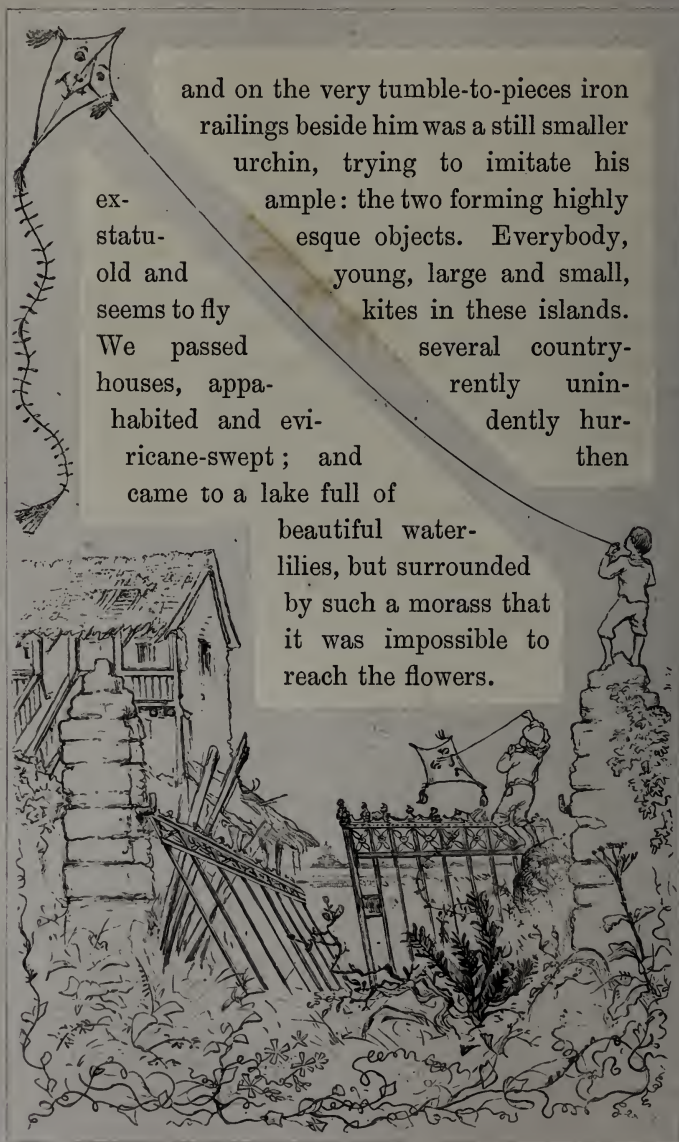 and on the very tumble-to-pieces iron
railings beside him was a still smaller
urchin, trying to imitate his
ex- ample: the two forming highly
statu- esque objects. Everybody,
old and young, large and small,
seems to fly kites in these islands.
We passed several country-
houses, appa- rently unin-
habited and evi- dently hur-
ricane-swept; and then
came to a lake full of
beautiful water-
lilies, but surrounded
by such a morass that
it was impossible to
reach the flowers.